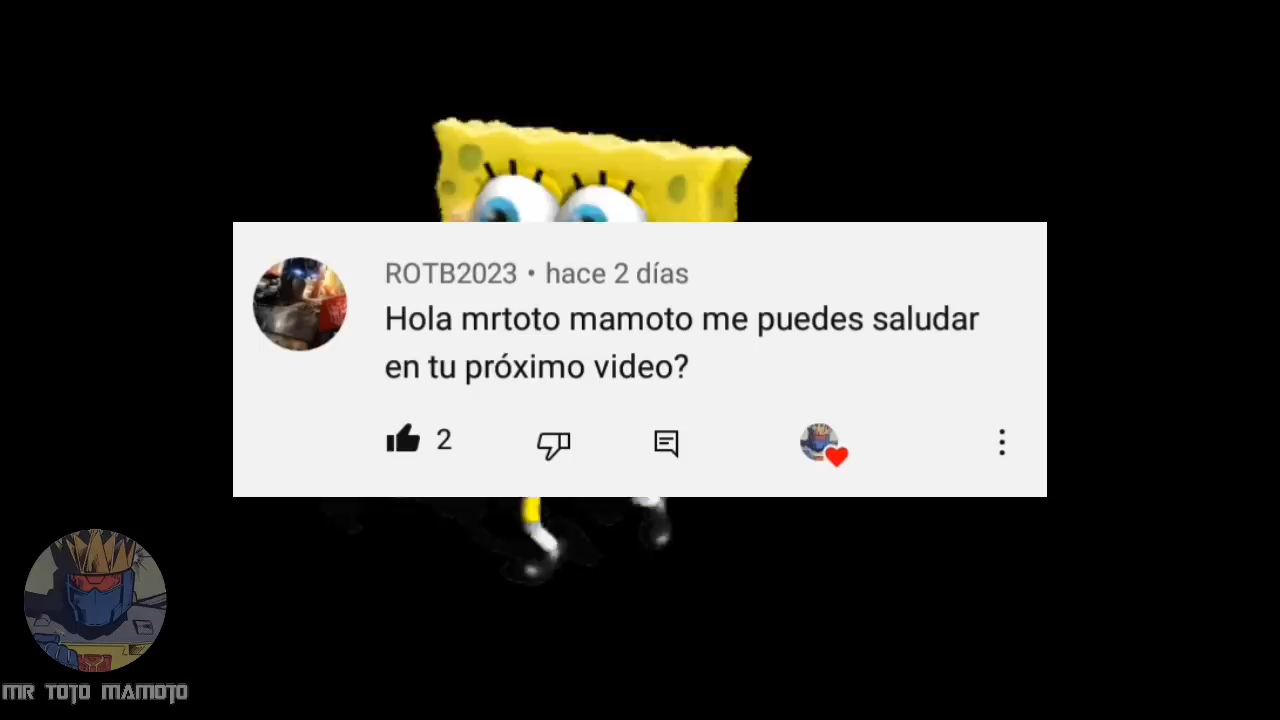 ROTB2023 • hace 2 días
Hola mrtoto mamoto me puedes saludar
en tu próximo video?
2
MR TOTO MAMOTO